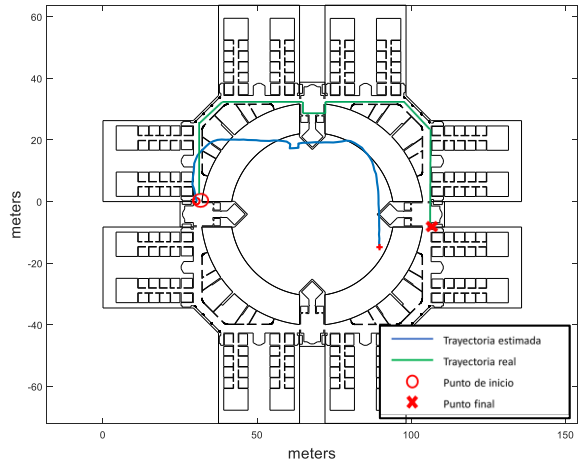 60
40
20
0
-20
-40
-60
meters
0
50
100
150
meters
Trayectoria estimada
Trayectoria real
Punto de inicio
Punto final